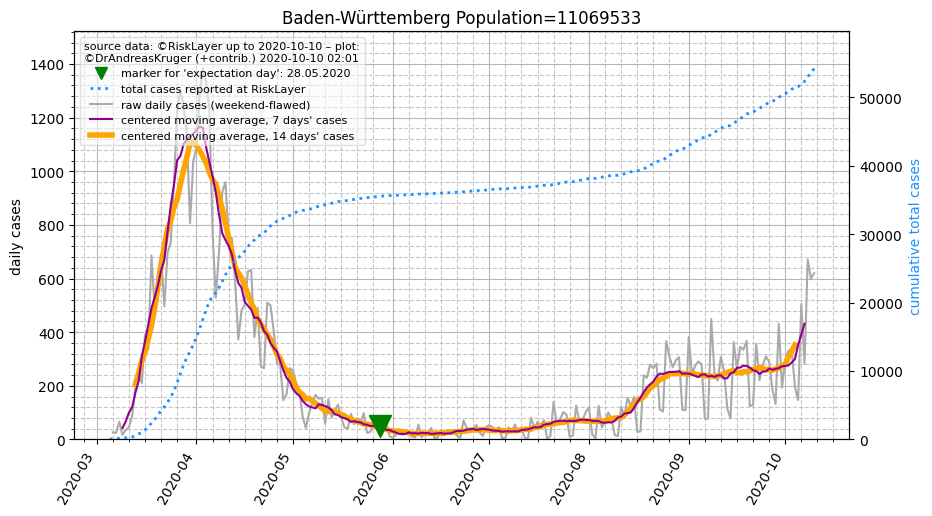 Baden-Württemberg Population=11069533
source data: ©RiskLayer up to 2020-10-10 – plot:
©DrAndreasKruger (+contrib.) 2020-10-10 02:01
marker for 'expectation day': 28.05.2020
total cases reported at RiskLayer
raw daily cases (weekend-flawed)
centered moving average, 7 days' cases
centered moving average, 14 days' cases
daily cases
1400
1200
1000
800
600
400
200
0
cumulative total cases
50000
40000
30000
20000
10000
0
2020-03
2020-04
2020-05
2020-06
2020-07
2020-08
2020-09
2020-10